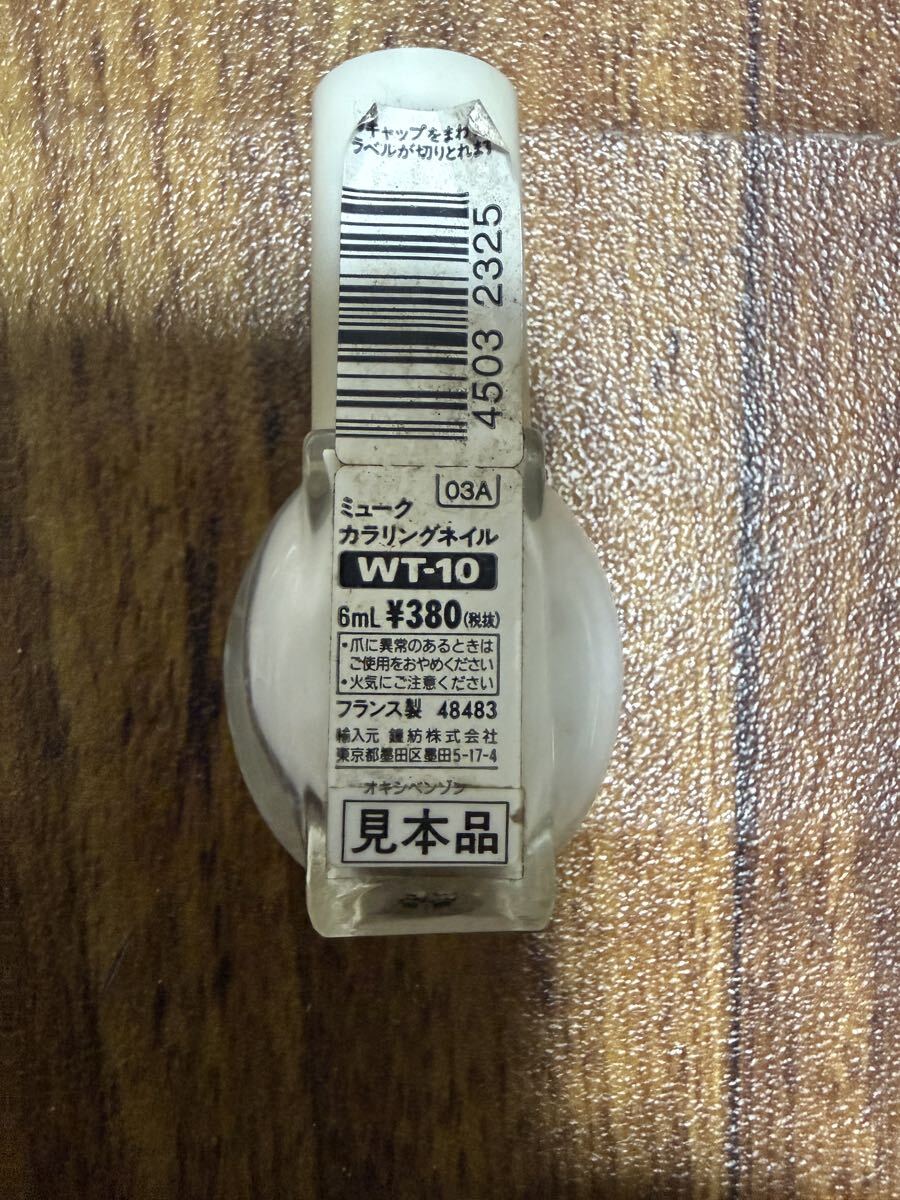 キャップをまわ
ラベルが切りとれます
4503 2325
03A
ミューク
カラリングネイル
WT-10
6mL ¥380(税抜)
•爪に異常のあるときは
ご使用をおやめください
•火気にご注意ください
フランス製 48483
輸入元 鐘紡株式会社
東京都墨田区墨田5-17-4
オキシベンゾ
見本品